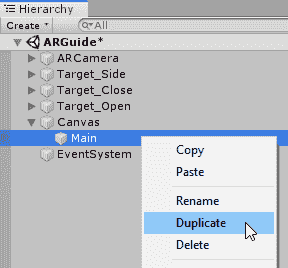 Hierarchy
Create All
ARGuide*
ARCamera
Target_Side
Target_Close
Target_Open
Canvas
Main
EventSystem
Copy
Paste
Rename
Duplicate
Delete